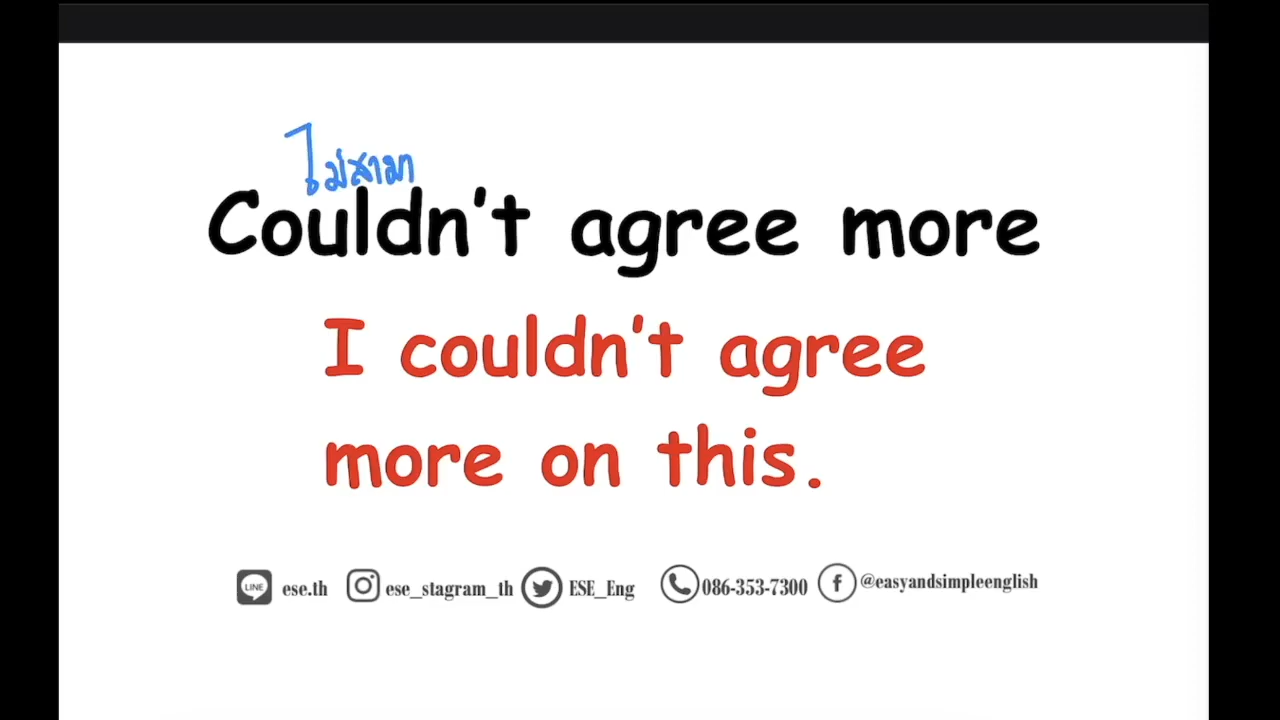 ไม่สามา
Couldn't agree more
I couldn't agree
more on this.
LINE ese.th ese_stagram_th ESE_Eng 086-353-7300 @easyandsimpleenglish